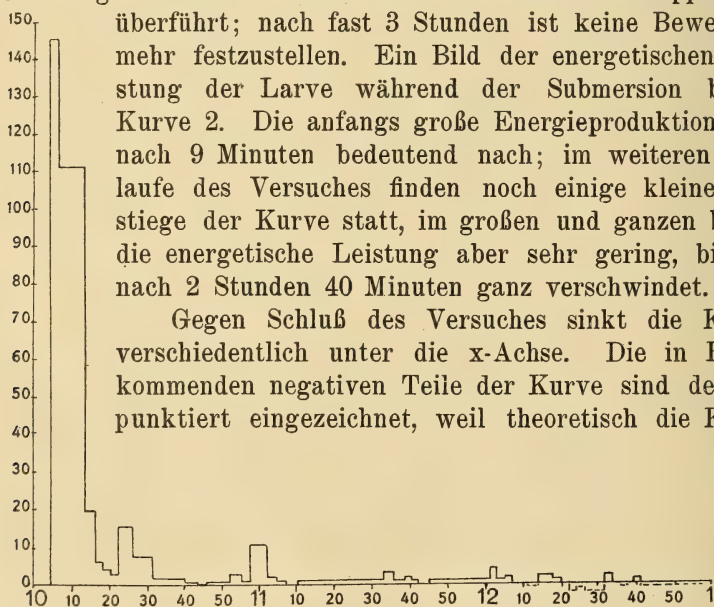 überführt; nach fast 3 Stunden ist keine Bewe
mehr festzustellen. Ein Bild der energetischen
stung der Larve während der Submersion
Kurve 2. Die anfangs große Energieproduktion
nach 9 Minuten bedeutend nach; im weiteren
laufe des Versuches finden noch einige kleine
stiege der Kurve statt, im großen und ganzen
die energetische Leistung aber sehr gering, bi
nach 2 Stunden 40 Minuten ganz verschwindet.
Gegen Schluß des Versuches sinkt die
verschiedentlich unter die x-Achse. Die in
kommenden negativen Teile der Kurve sind de
punktiert eingezeichnet, weil theoretisch die
150
140
130
120
110
100
90
80
70
60
50
40
30
20
10
0
10 10 20 30 40 50 11 10 20 30 40 50 12 10 20 30 40 50 1